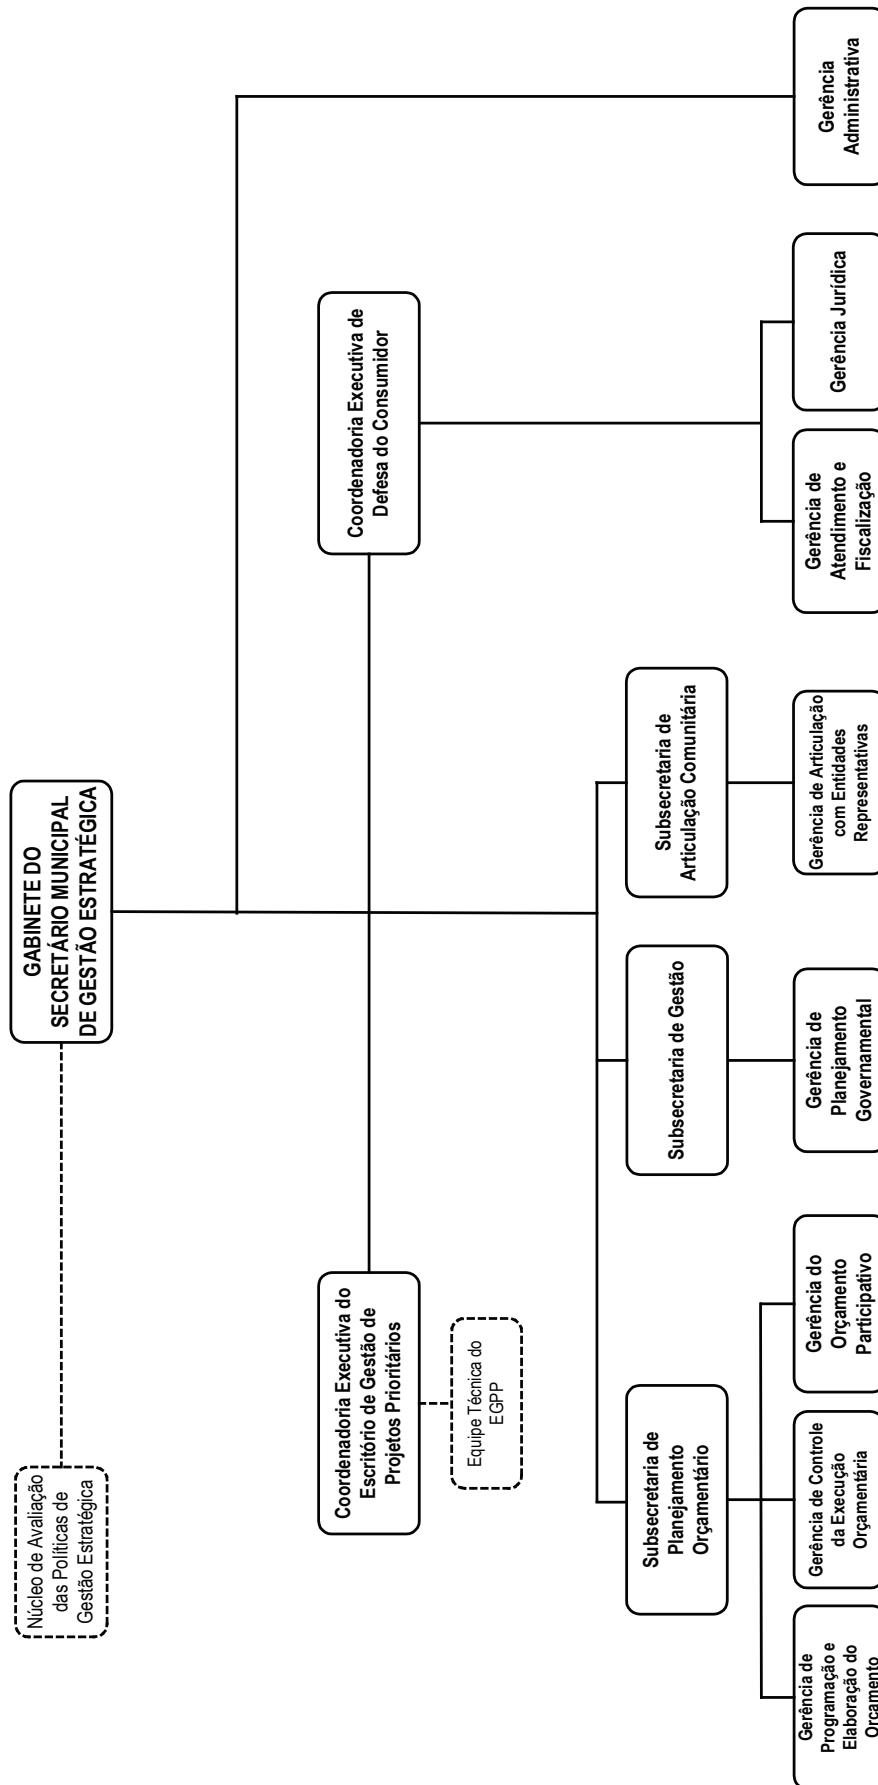 GABINETE DO
SECRETÁRIO MUNICIPAL
DE GESTÃO ESTRATÉGICA
Núcleo de Avaliação
das Políticas de
Gestão Estratégica
Coordenadoria Executiva do
Escritório de Gestão de
Projetos Prioritários
Coordenadoria Executiva de
Defesa do Consumidor
Equipe Técnica do
EGPP
Subsecretaria de
Planejamento
Orçamentário
Subsecretaria de Gestão
Subsecretaria de
Articulação Comunitária
Gerência de
Programação e
Elaboração do
Orçamento
Gerência de Controle
da Execução
Orçamentária
Gerência do
Orçamento
Participativo
Gerência de
Planejamento
Governamental
Gerência de Articulação
com Entidades
Representativas
Gerência de
Atendimento e
Fiscalização
Gerência Jurídica
Gerência
Administrativa